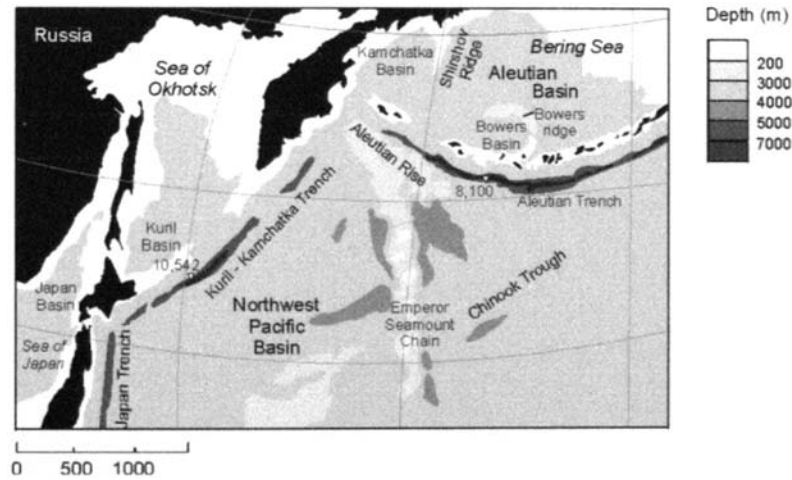 Depth (m)
200
3000
4000
5000
7000
Russia
Sea of
Okhotsk
Kamchatka
Basin
Shirshov
Ridge
Bering Sea
Aleutian
Basin
Bowers
ridge
Bowers
Basin
Aleutian Rise
8,100
Aleutian Trench
Kuril - Kamchatka Trench
Kuril
Basin
10,542
Japan
Basin
Sea of
Japan
Japan Trench
Northwest
Pacific
Basin
Emperor
Seamount
Chain
Chinook Trough
0 500 1000